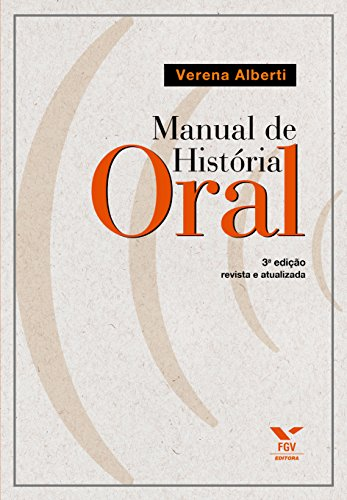 Verena Alberti
Manual de
História
Oral
3ª edição
revista e atualizada
FGV
EDITORA